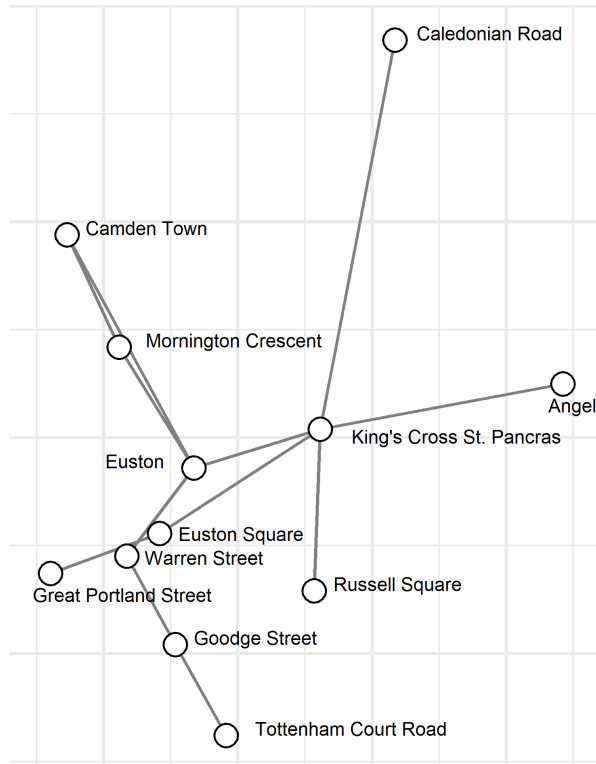 Caledonian Road
Camden Town
Mornington Crescent
Angel
King's Cross St. Pancras
Euston
Euston Square
Warren Street
Russell Square
Great Portland Street
Goodge Street
Tottenham Court Road